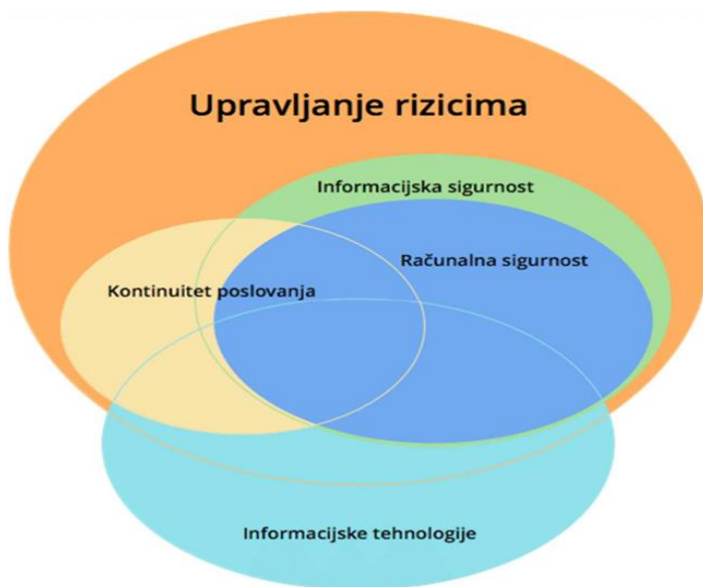 Upravljanje rizicima
Informacijska sigurnost
Računalna sigurnost
Kontinuitet poslovanja
Informacijske tehnologije